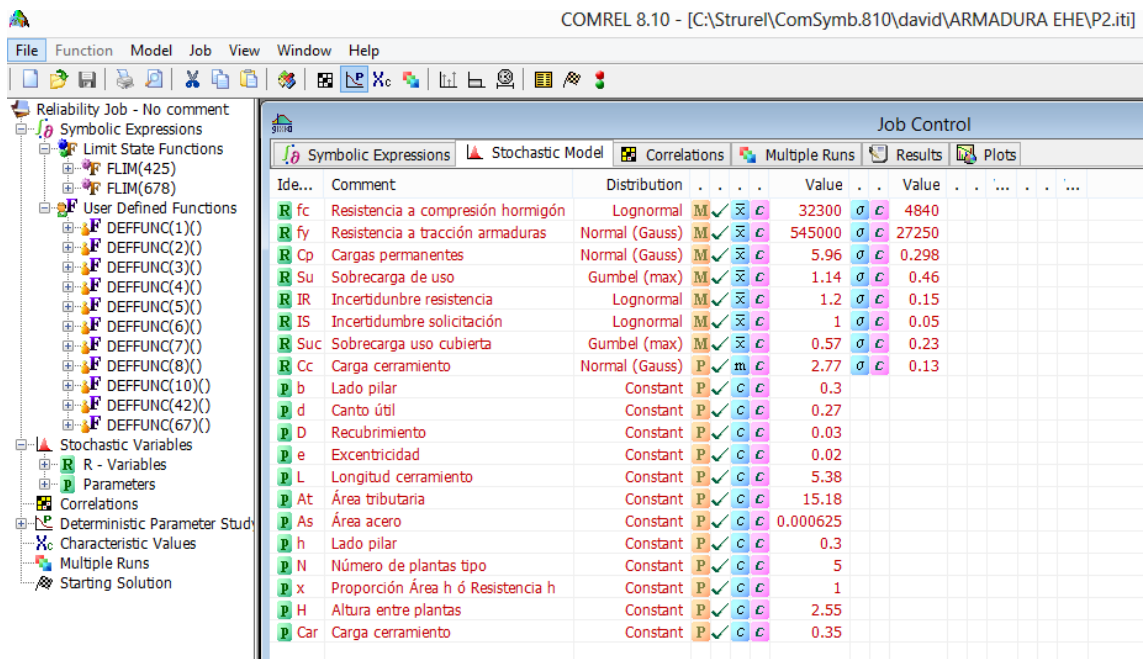 COMREL 8.10 - [C:\Strurel\ComSymb.810\david\ARMADURA EHE\P2.iti]
File Function Model Job View Window Help
Reliability Job - No comment
Symbolic Expressions
Limit State Functions
FLIM(425)
FLIM(678)
User Defined Functions
DEFFUNC(1)()
DEFFUNC(2)()
DEFFUNC(3)()
DEFFUNC(4)()
DEFFUNC(5)()
DEFFUNC(6)()
DEFFUNC(7)()
DEFFUNC(8)()
DEFFUNC(10)()
DEFFUNC(42)()
DEFFUNC(67)()
Stochastic Variables
R R - Variables
P Parameters
Correlations
Deterministic Parameter Study
Xc Characteristic Values
Multiple Runs
Starting Solution
Job Control
Symbolic Expressions Stochastic Model Correlations Multiple Runs Results Plots
Ide... Comment Distribution . . . . Value . . Value . . '... . . '...
R fc Resistencia a compresión hormigón Lognormal M ✓ x̄ c 32300 σ c 4840
R fy Resistencia a tracción armaduras Normal (Gauss) M ✓ x̄ c 545000 σ c 27250
R Cp Cargas permanentes Normal (Gauss) M ✓ x̄ c 5.96 σ c 0.298
R Su Sobrecarga de uso Gumbel (max) M ✓ x̄ c 1.14 σ c 0.46
R IR Incertidunbre resistencia Lognormal M ✓ x̄ c 1.2 σ c 0.15
R IS Incertidumbre solicitación Lognormal M ✓ x̄ c 1 σ c 0.05
R Suc Sobrecarga uso cubierta Gumbel (max) M ✓ x̄ c 0.57 σ c 0.23
R Cc Carga cerramiento Normal (Gauss) P ✓ m c 2.77 σ c 0.13
P b Lado pilar Constant P ✓ c c 0.3
P d Canto útil Constant P ✓ c c 0.27
P D Recubrimiento Constant P ✓ c c 0.03
P e Excentricidad Constant P ✓ c c 0.02
P L Longitud cerramiento Constant P ✓ c c 5.38
P At Área tributaria Constant P ✓ c c 15.18
P As Área acero Constant P ✓ c c 0.000625
P h Lado pilar Constant P ✓ c c 0.3
P N Número de plantas tipo Constant P ✓ c c 5
P x Proporción Área h ó Resistencia h Constant P ✓ c c 1
P H Altura entre plantas Constant P ✓ c c 2.55
P Car Carga cerramiento Constant P ✓ c c 0.35